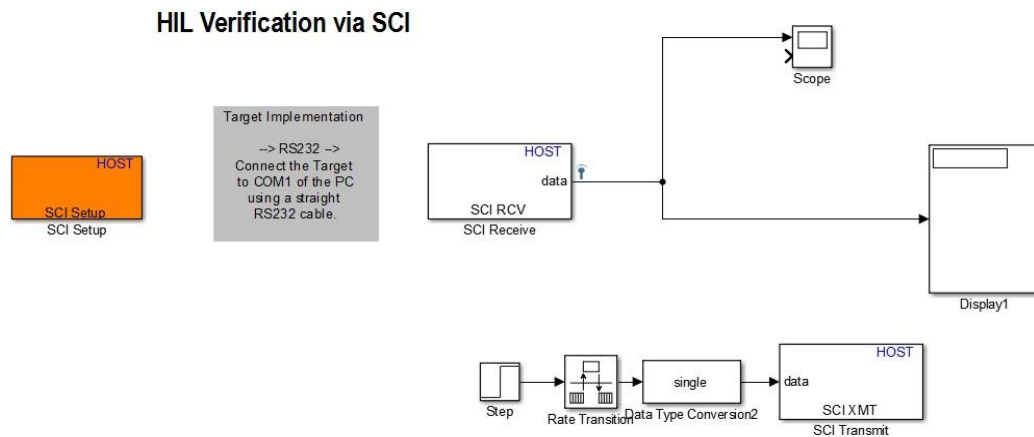 HIL Verification via SCI
Scope
Target Implementation
--> RS232 -->
Connect the Target
to COM1 of the PC
using a straight
RS232 cable.
HOST
SCI Setup
SCI Setup
HOST
data
SCI RCV
SCI Receive
Display1
Step
Rate Transition
single
Data Type Conversion2
HOST
data
SCI XMT
SCI Transmit